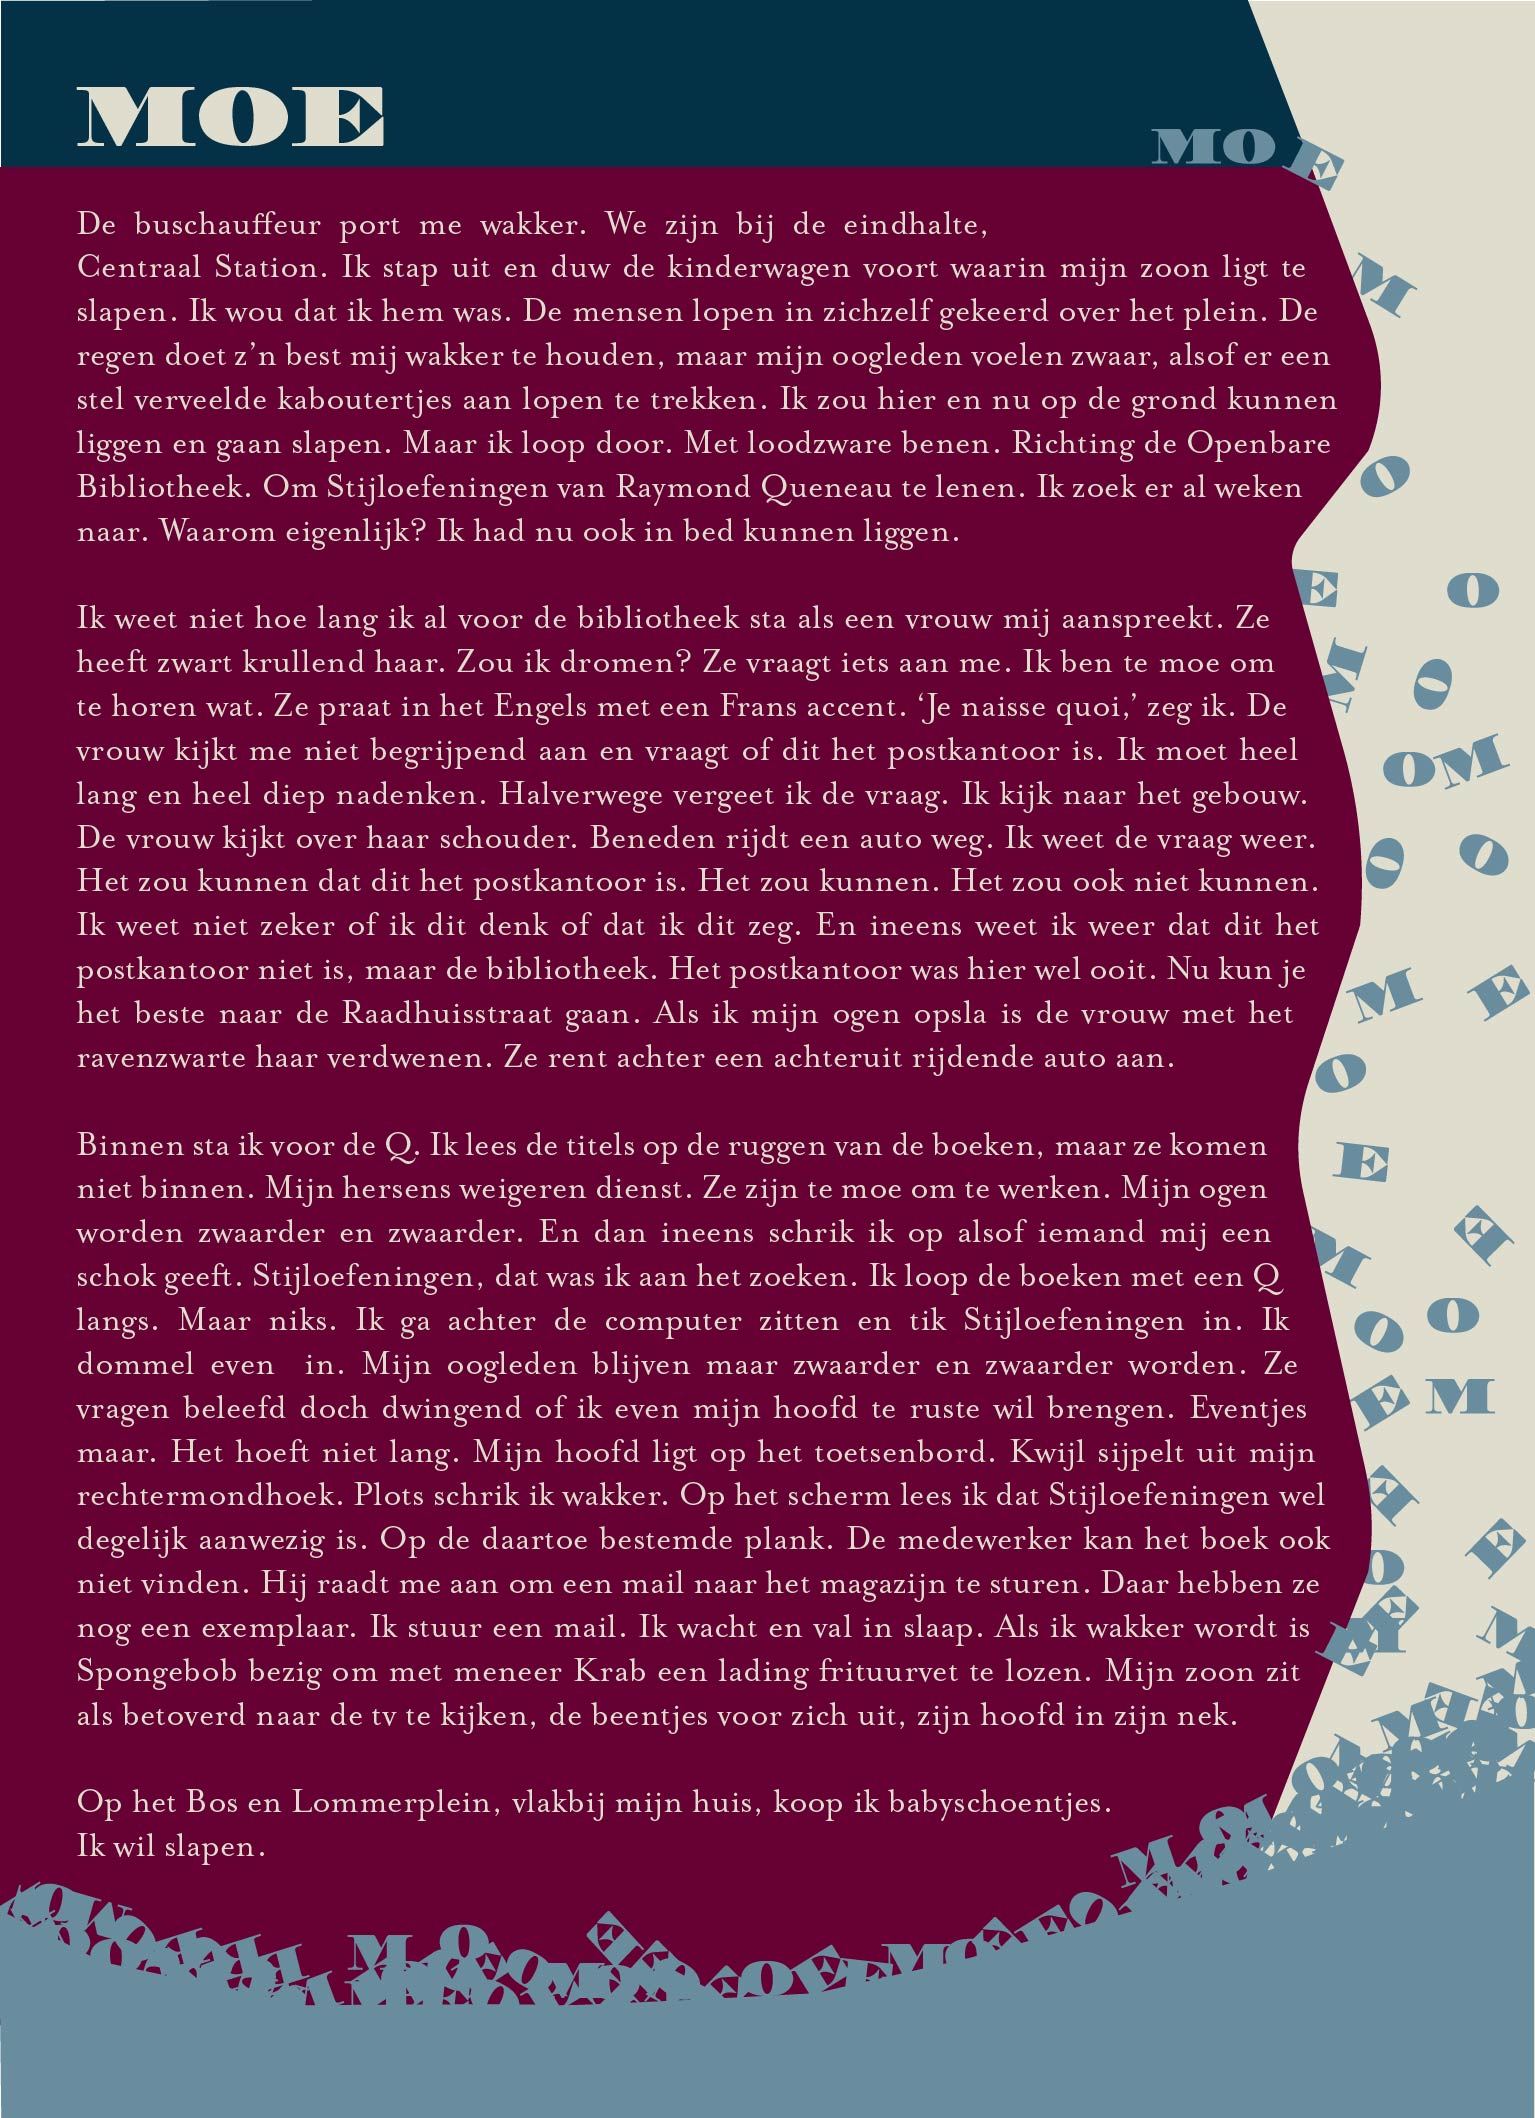 MOE
MOE
De buschauffeur port me wakker. We zijn bij de eindhalte,
Centraal Station. Ik stap uit en duw de kinderwagen voort waarin mijn zoon ligt te
slapen. Ik wou dat ik hem was. De mensen lopen in zichzelf gekeerd over het plein. De
regen doet z’n best mij wakker te houden, maar mijn oogleden voelen zwaar, alsof er een
stel verveelde kaboutertjes aan lopen te trekken. Ik zou hier en nu op de grond kunnen
liggen en gaan slapen. Maar ik loop door. Met loodzware benen. Richting de Openbare
Bibliotheek. Om Stijloefeningen van Raymond Queneau te lenen. Ik zoek er al weken
naar. Waarom eigenlijk? Ik had nu ook in bed kunnen liggen.
Ik weet niet hoe lang ik al voor de bibliotheek sta als een vrouw mij aanspreekt. Ze
heeft zwart krullend haar. Zou ik dromen? Ze vraagt iets aan me. Ik ben te moe om
te horen wat. Ze praat in het Engels met een Frans accent. ‘Je naisse quoi,’ zeg ik. De
vrouw kijkt me niet begrijpend aan en vraagt of dit het postkantoor is. Ik moet heel
lang en heel diep nadenken. Halverwege vergeet ik de vraag. Ik kijk naar het gebouw.
De vrouw kijkt over haar schouder. Beneden rijdt een auto weg. Ik weet de vraag weer.
Het zou kunnen dat dit het postkantoor is. Het zou kunnen. Het zou ook niet kunnen.
Ik weet niet zeker of ik dit denk of dat ik dit zeg. En ineens weet ik weer dat dit het
postkantoor niet is, maar de bibliotheek. Het postkantoor was hier wel ooit. Nu kun je
het beste naar de Raadhuisstraat gaan. Als ik mijn ogen opsla is de vrouw met het
ravenzwarte haar verdwenen. Ze rent achter een achteruit rijdende auto aan.
Binnen sta ik voor de Q. Ik lees de titels op de ruggen van de boeken, maar ze komen
niet binnen. Mijn hersens weigeren dienst. Ze zijn te moe om te werken. Mijn ogen
worden zwaarder en zwaarder. En dan ineens schrik ik op alsof iemand mij een
schok geeft. Stijloefeningen, dat was ik aan het zoeken. Ik loop de boeken met een Q
langs. Maar niks. Ik ga achter de computer zitten en tik Stijloefeningen in. Ik
dommel even in. Mijn oogleden blijven maar zwaarder en zwaarder worden. Ze
vragen beleefd doch dwingend of ik even mijn hoofd te ruste wil brengen. Eventjes
maar. Het hoeft niet lang. Mijn hoofd ligt op het toetsenbord. Kwijl sijpelt uit mijn
rechtermondhoek. Plots schrik ik wakker. Op het scherm lees ik dat Stijloefeningen wel
degelijk aanwezig is. Op de daartoe bestemde plank. De medewerker kan het boek ook
niet vinden. Hij raadt me aan om een mail naar het magazijn te sturen. Daar hebben ze
nog een exemplaar. Ik stuur een mail. Ik wacht en val in slaap. Als ik wakker wordt is
Spongebob bezig om met meneer Krab een lading frituurvet te lozen. Mijn zoon zit
als betoverd naar de tv te kijken, de beentjes voor zich uit, zijn hoofd in zijn nek.
Op het Bos en Lommerplein, vlakbij mijn huis, koop ik babyschoentjes.
Ik wil slapen.